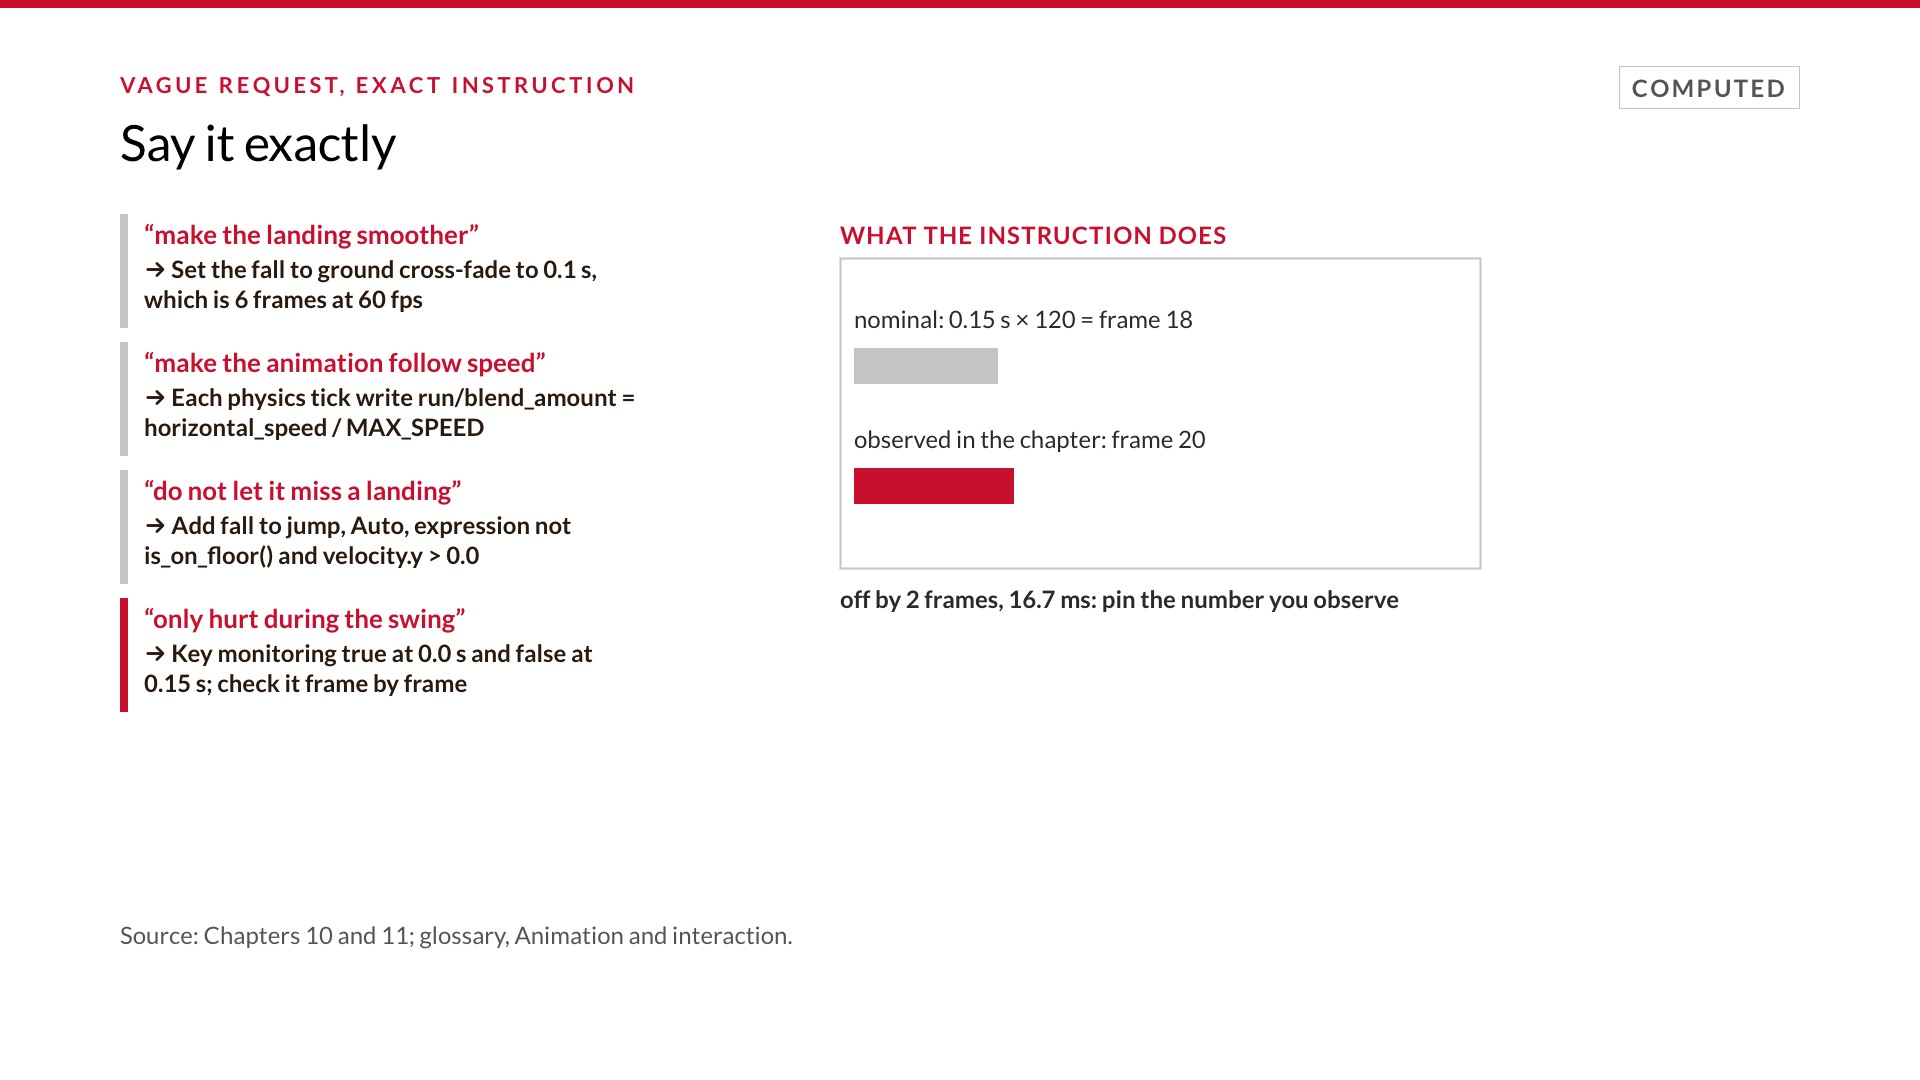 VAGUE REQUEST, EXACT INSTRUCTION
COMPUTED
Say it exactly
“make the landing smoother”
→ Set the fall to ground cross-fade to 0.1 s,
which is 6 frames at 60 fps
“make the animation follow speed”
→ Each physics tick write run/blend_amount =
horizontal_speed / MAX_SPEED
“do not let it miss a landing”
→ Add fall to jump, Auto, expression not
is_on_floor() and velocity.y > 0.0
“only hurt during the swing”
→ Key monitoring true at 0.0 s and false at
0.15 s; check it frame by frame
WHAT THE INSTRUCTION DOES
nominal: 0.15 s × 120 = frame 18
observed in the chapter: frame 20
off by 2 frames, 16.7 ms: pin the number you observe
Source: Chapters 10 and 11; glossary, Animation and interaction.